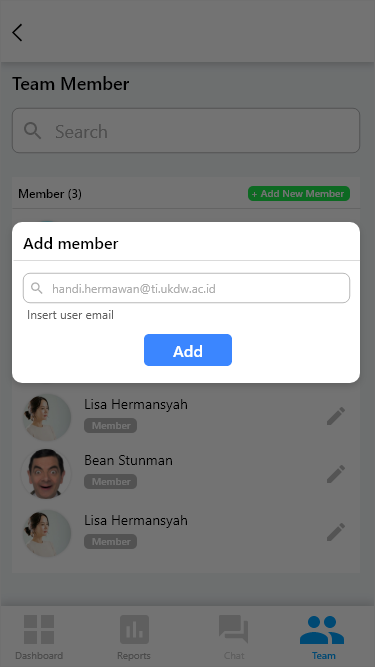 Team Member
Search
Member (3)
+ Add New Member
Add member
handi.hermawan@ti.ukdw.ac.id
Insert user email
Add
Lisa Hermansyah
Member
Bean Stunman
Member
Lisa Hermansyah
Member
Dashboard
Reports
Chat
Team